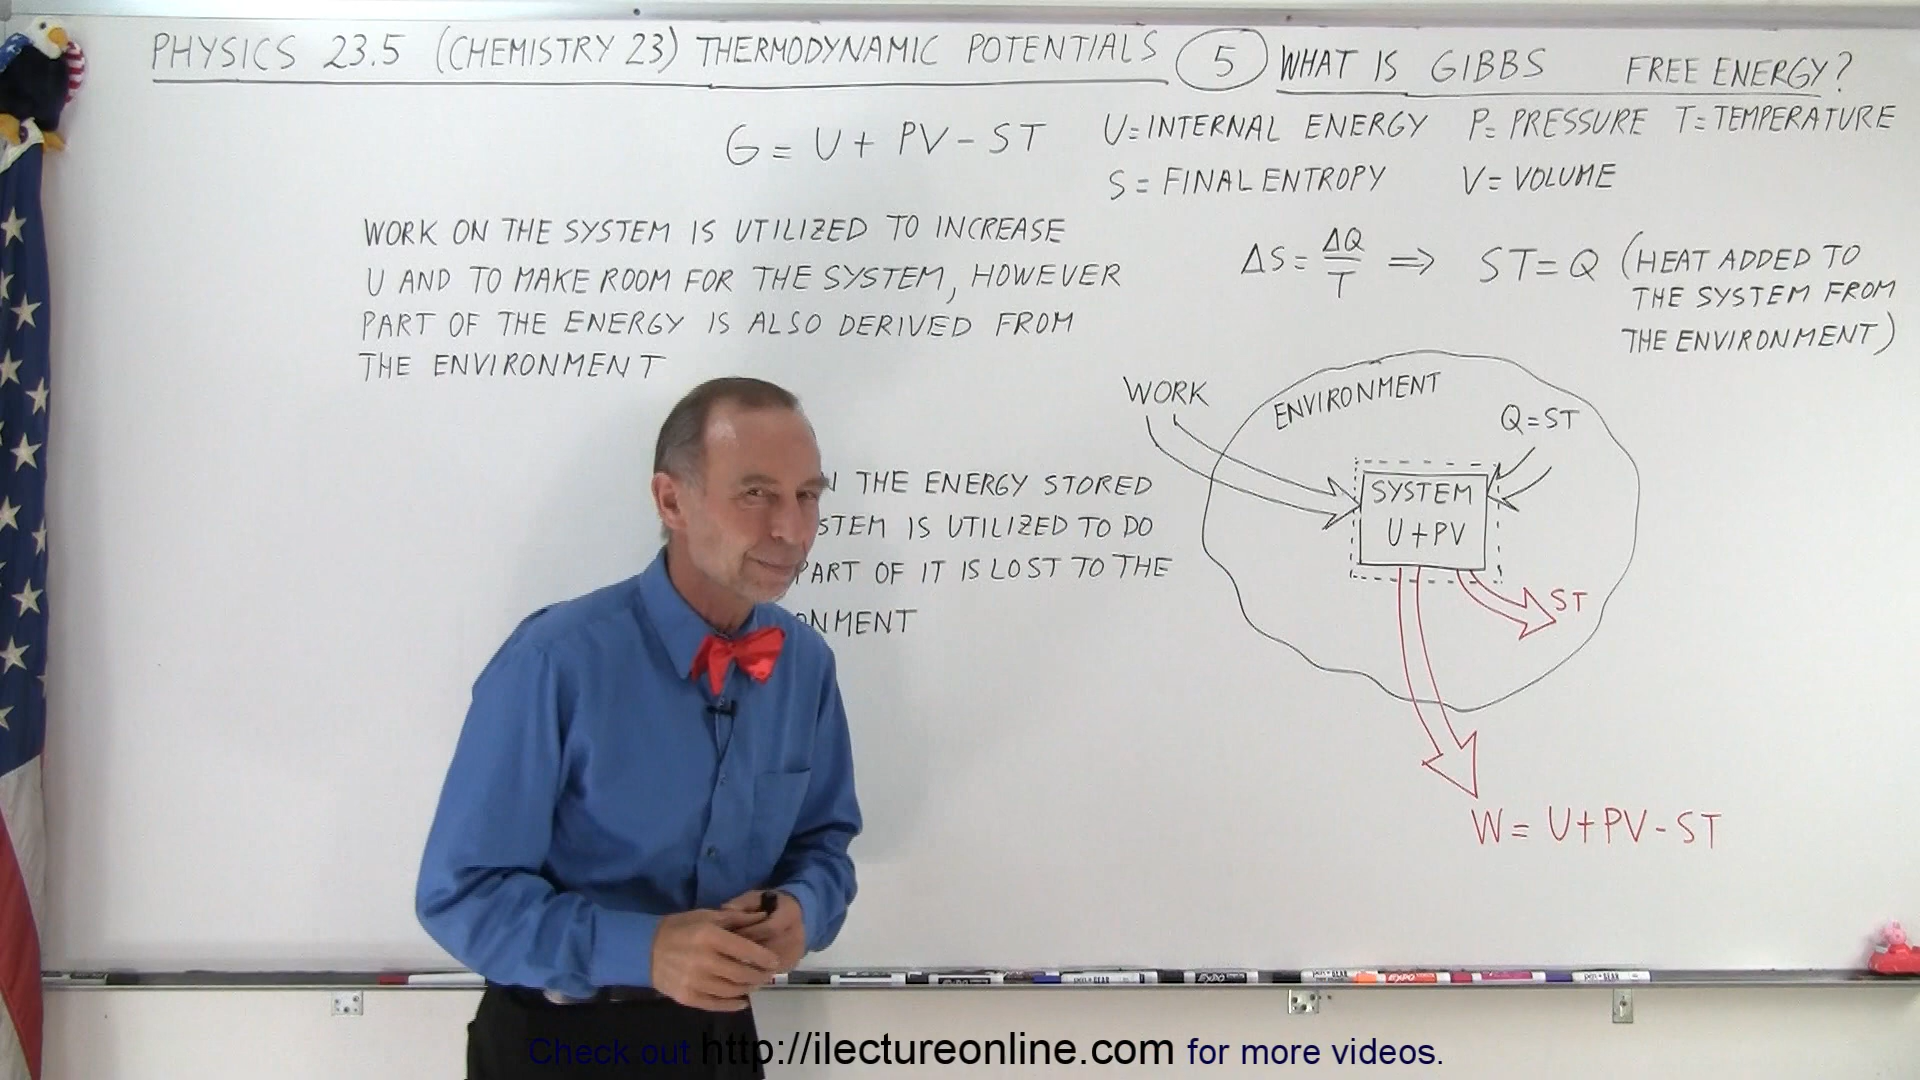 PHYSICS 23.5 (CHEMISTRY 23) THERMODYNAMIC POTENTIALS 5 WHAT IS GIBBS FREE ENERGY?
G = U + PV - ST
U = INTERNAL ENERGY P = PRESSURE T = TEMPERATURE
S = FINAL ENTROPY V = VOLUME
WORK ON THE SYSTEM IS UTILIZED TO INCREASE
U AND TO MAKE ROOM FOR THE SYSTEM, HOWEVER
PART OF THE ENERGY IS ALSO DERIVED FROM
THE ENVIRONMENT
ΔS = ΔQ/T ⇒ ST = Q (HEAT ADDED TO
THE SYSTEM FROM
THE ENVIRONMENT)
THE ENERGY STORED
IS UTILIZED TO DO
PART OF IT IS LOST TO THE
WORK
ENVIRONMENT
Q = ST
SYSTEM
U + PV
ST
W = U + PV - ST
EXPO
EXPO
Check out http://ilectureonline.com for more videos.